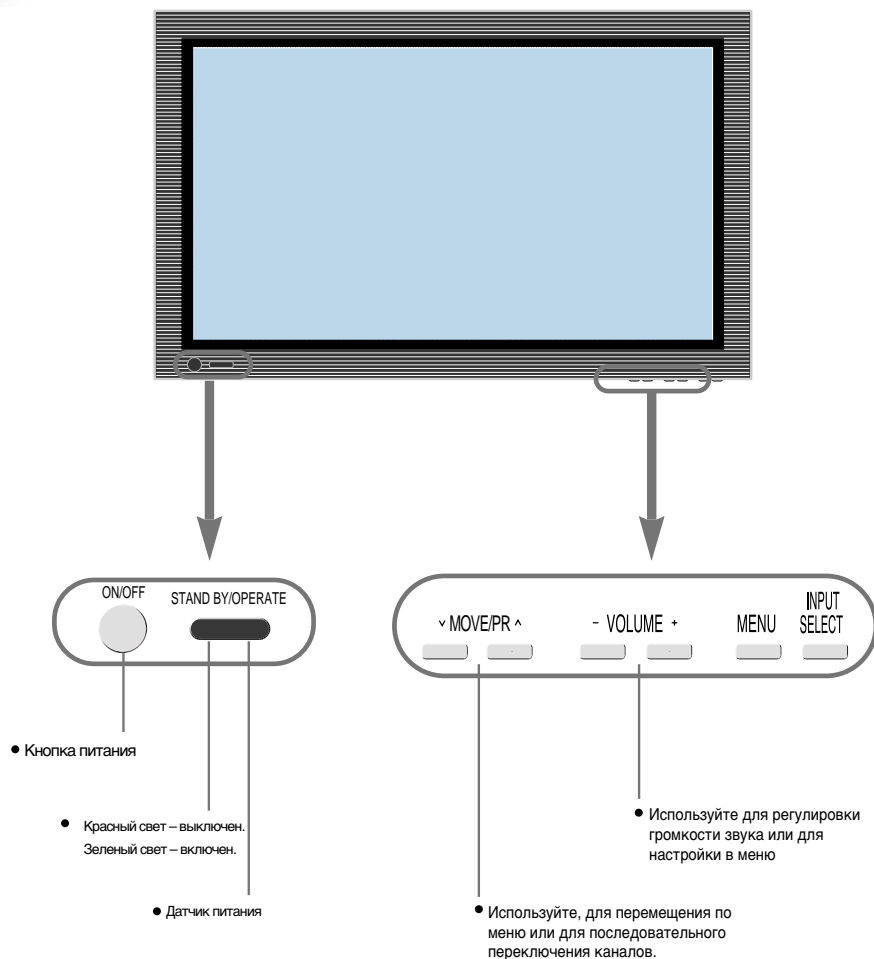 ON/OFF
STAND BY/OPERATE
˅ MOVE/PR ˄
- VOLUME +
MENU
INPUT
SELECT
• Кнопка питания
• Красный свет – выключен.
Зеленый свет – включен.
• Датчик питания
• Используйте для регулировки
громкости звука или для
настройки в меню
• Используйте, для перемещения по
меню или для последовательного
переключения каналов.